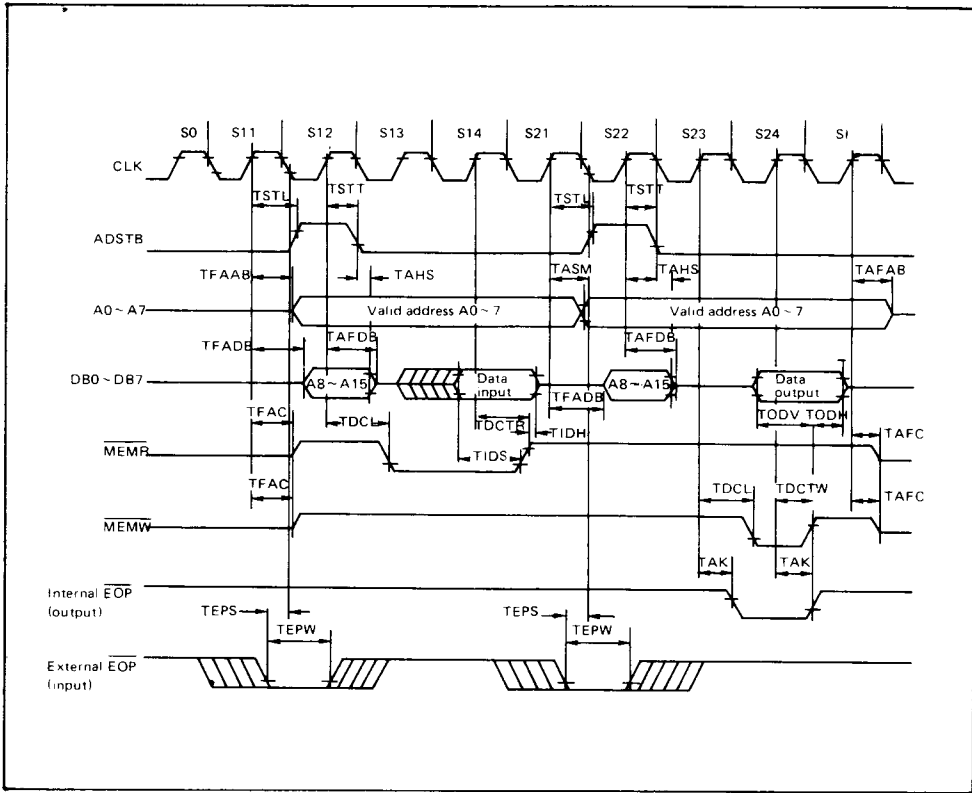 S0 S11 S12 S13 S14 S21 S22 S23 S24 SI
CLK
TSTL TSTT TSTL TSTT
ADSTB
TFAAB TAHS TASM TAHS TAFAB
A0 ~ A7 Valid address A0 ~ 7 Valid address A0 ~ 7
TFADB TAFDB TAFDB
DB0 ~ DB7 A8 ~ A15 Data input A8 ~ A15 Data output
TFADB
TFAC TDCL TDCTR TIDH TODV TODH TAFC
MEMR TIDS
TFAC TDCL TDCTW TAFC
MEMW
TAK TAK
Internal EOP
(output)
TEPS TEPW TEPS TEPW
External EOP
(input)